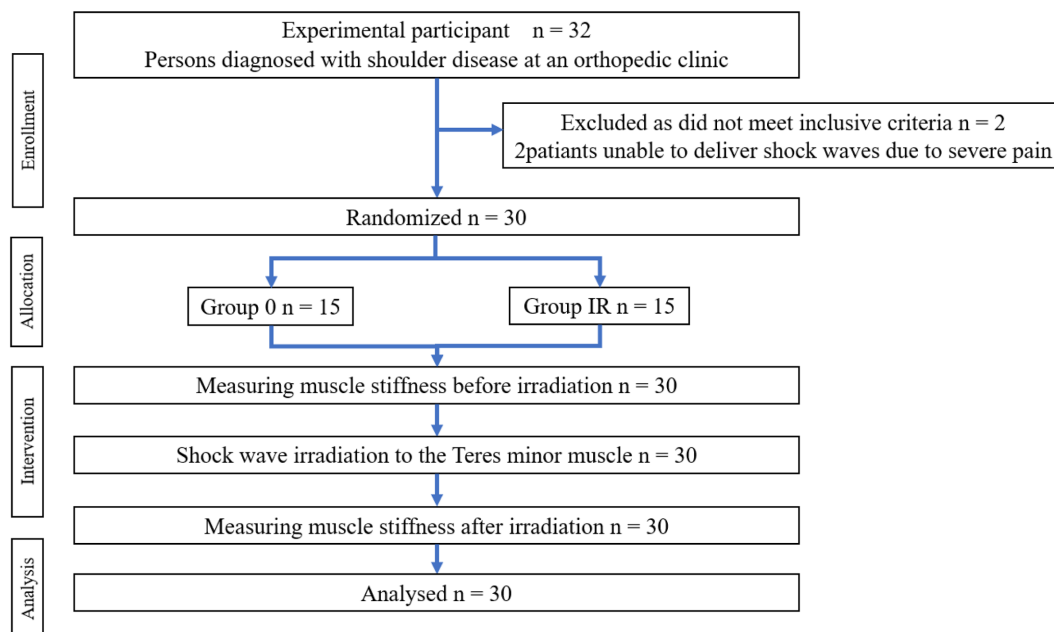 Experimental participant n = 32
Persons diagnosed with shoulder disease at an orthopedic clinic
Enrollment
Excluded as did not meet inclusive criteria n = 2
2patiants unable to deliver shock waves due to severe pain
Randomized n = 30
Allocation
Group 0 n = 15
Group IR n = 15
Intervention
Measuring muscle stiffness before irradiation n = 30
Shock wave irradiation to the Teres minor muscle n = 30
Measuring muscle stiffness after irradiation n = 30
Analysis
Analysed n = 30